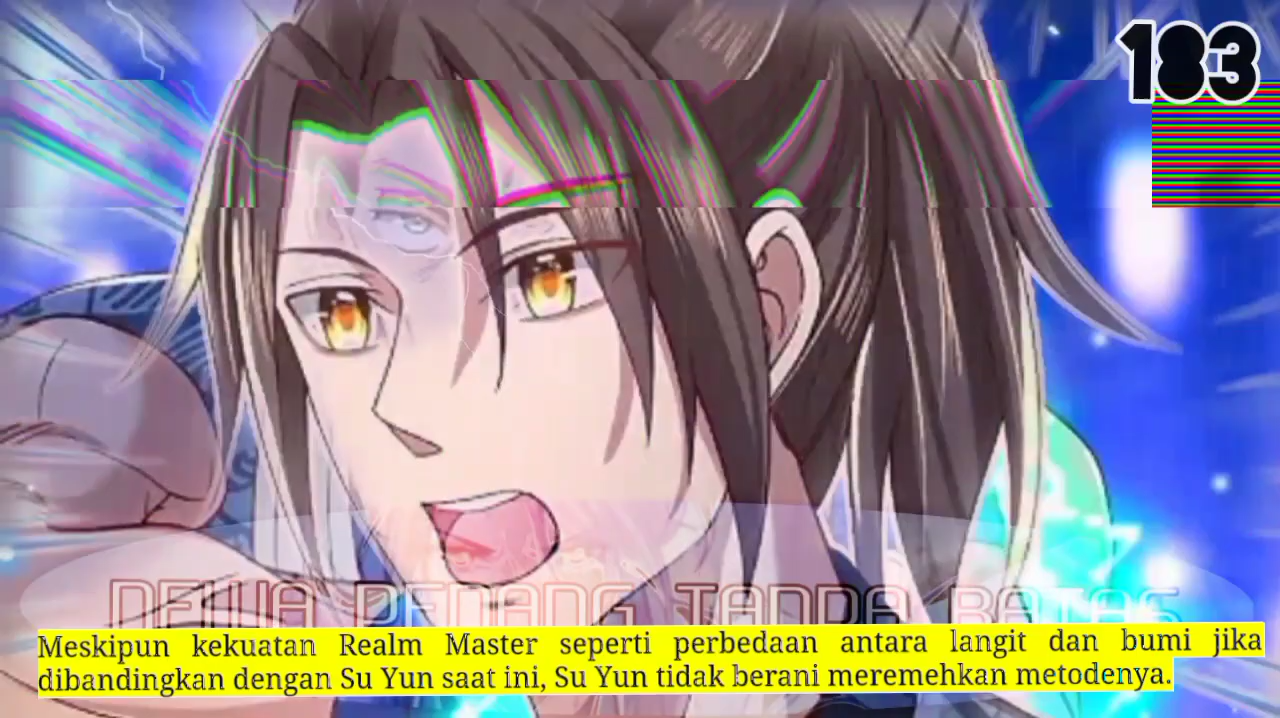 183
DEWA PEDANG TANPA BATAS
Meskipun kekuatan Realm Master seperti perbedaan antara langit dan bumi jika
dibandingkan dengan Su Yun saat ini, Su Yun tidak berani meremehkan metodenya.